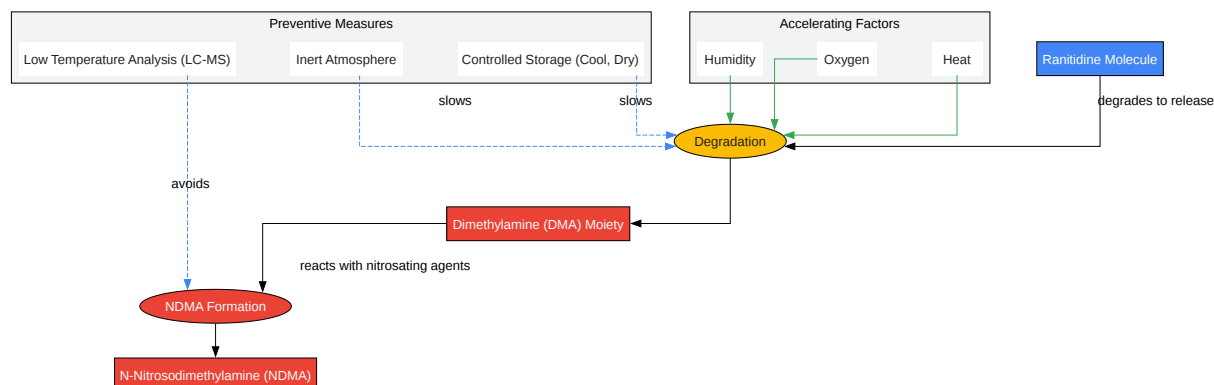 Preventive Measures
Accelerating Factors
Low Temperature Analysis (LC-MS)
Inert Atmosphere
Controlled Storage (Cool, Dry)
Humidity
Oxygen
Heat
Ranitidine Molecule
slows
slows
degrades to release
Degradation
avoids
Dimethylamine (DMA) Moiety
reacts with nitrosating agents
NDMA Formation
N-Nitrosodimethylamine (NDMA)